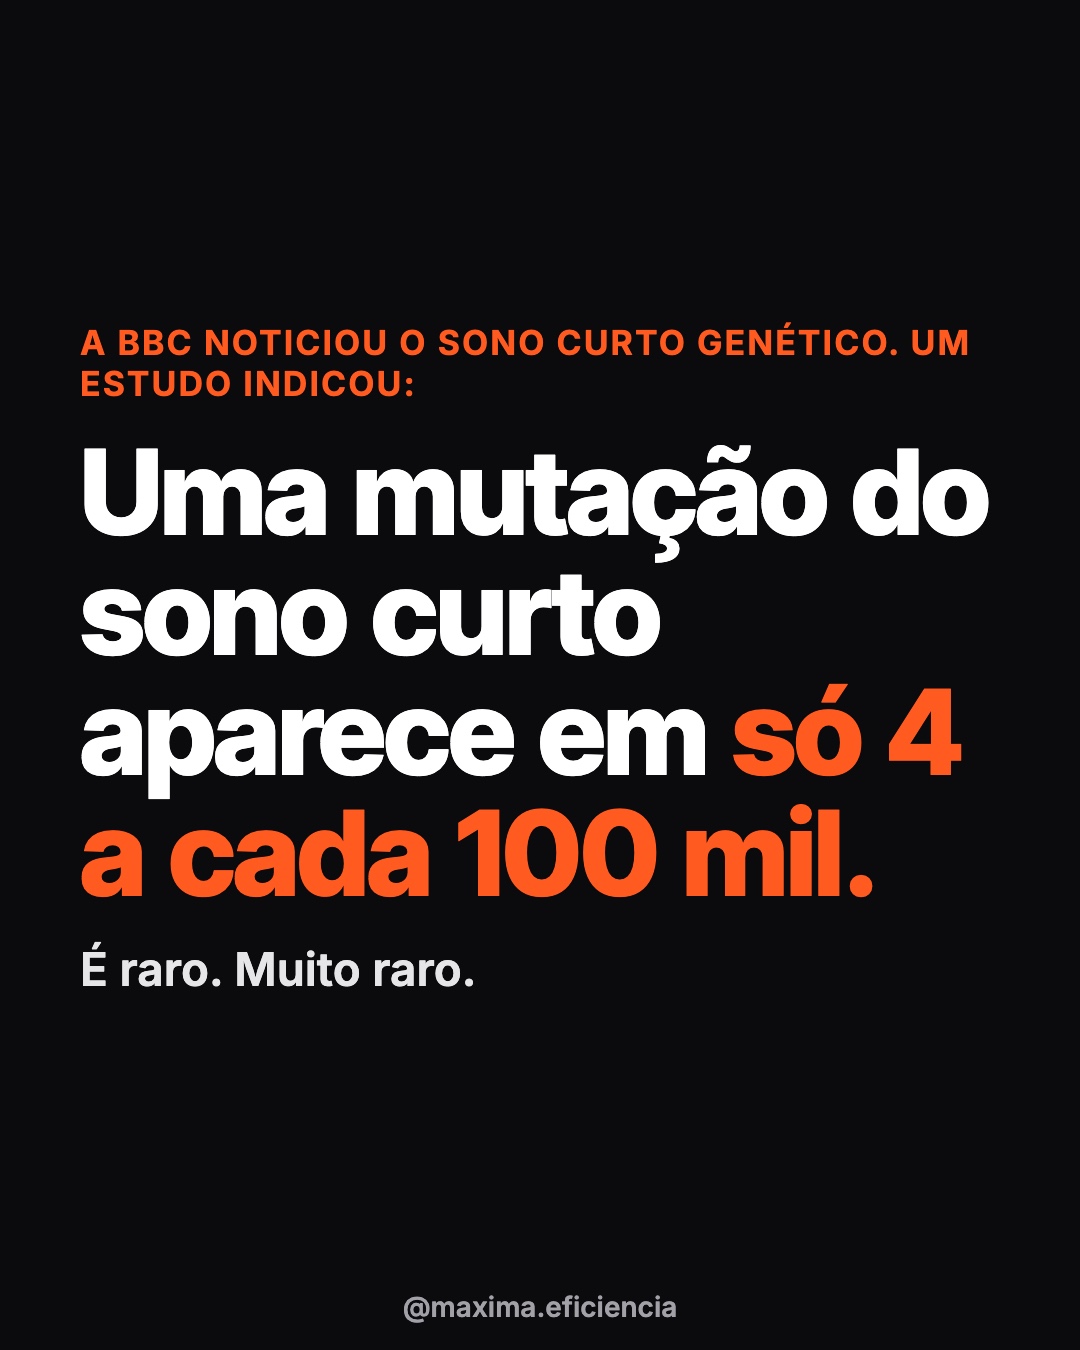 A BBC NOTICIOU O SONO CURTO GENÉTICO. UM
ESTUDO INDICOU:
Uma mutação do
sono curto
aparece em só 4
a cada 100 mil.
É raro. Muito raro.
@maxima.eficiencia